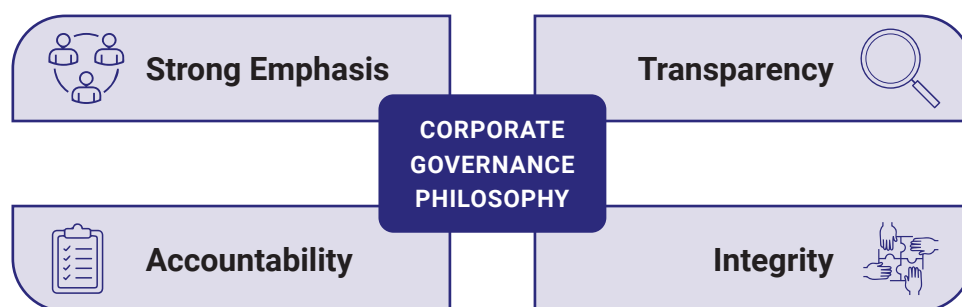 Strong Emphasis
Transparency
CORPORATE
GOVERNANCE
PHILOSOPHY
Accountability
Integrity